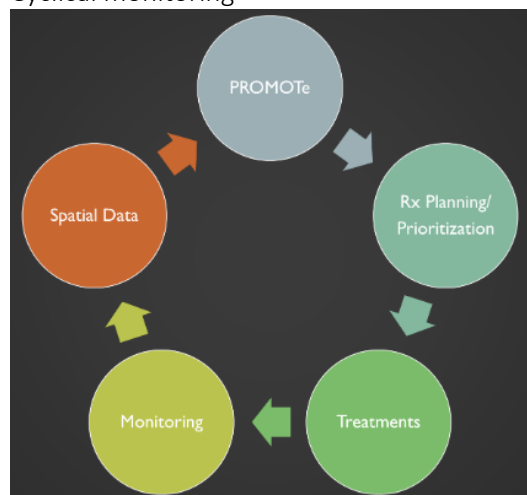 Cyclical monitoring
PROMOTe
Rx Planning/
Prioritization
Treatments
Monitoring
Spatial Data